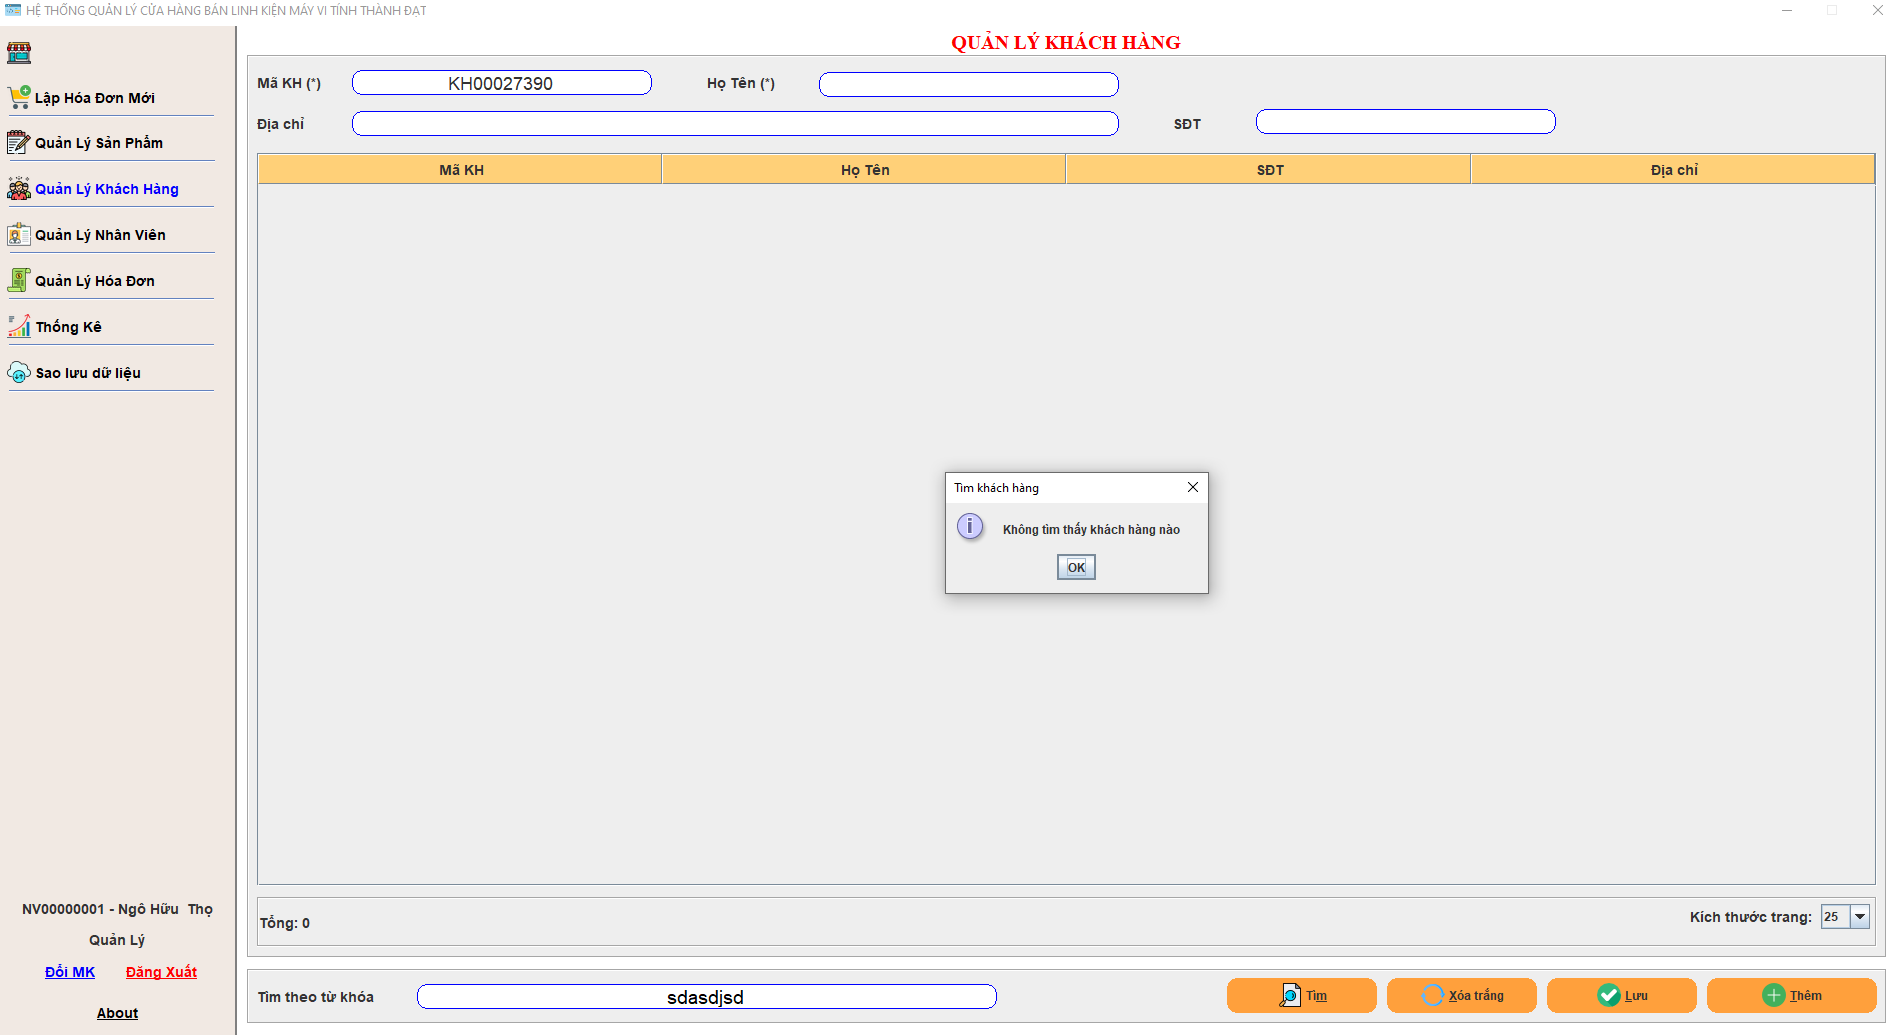 HỆ THỐNG QUẢN LÝ CỬA HÀNG BÁN LINH KIỆN MÁY VI TÍNH THÀNH ĐẠT
Lập Hóa Đơn Mới
Quản Lý Sản Phẩm
Quản Lý Khách Hàng
Quản Lý Nhân Viên
Quản Lý Hóa Đơn
Thống Kê
Sao lưu dữ liệu
NV00000001 - Ngô Hữu Thọ
Quản Lý
Đổi MK Đăng Xuất
About
QUẢN LÝ KHÁCH HÀNG
Mã KH (*) KH00027390 Họ Tên (*)
Địa chỉ SĐT
Mã KH Họ Tên SĐT Địa chỉ
Tìm khách hàng
Không tìm thấy khách hàng nào
OK
Tổng: 0 Kích thước trang: 25
Tìm theo từ khóa sdasdjsd Tìm Xóa trắng Lưu Thêm